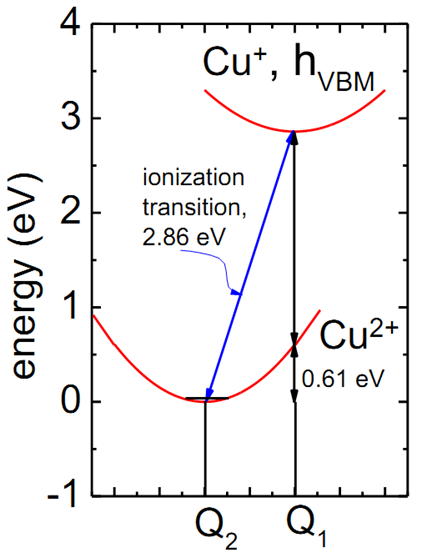 4
Cu⁺, h_VBM
3
ionization
transition,
2.86 eV
2
energy (eV)
1
Cu²⁺
0.61 eV
0
-1
Q₂ Q₁